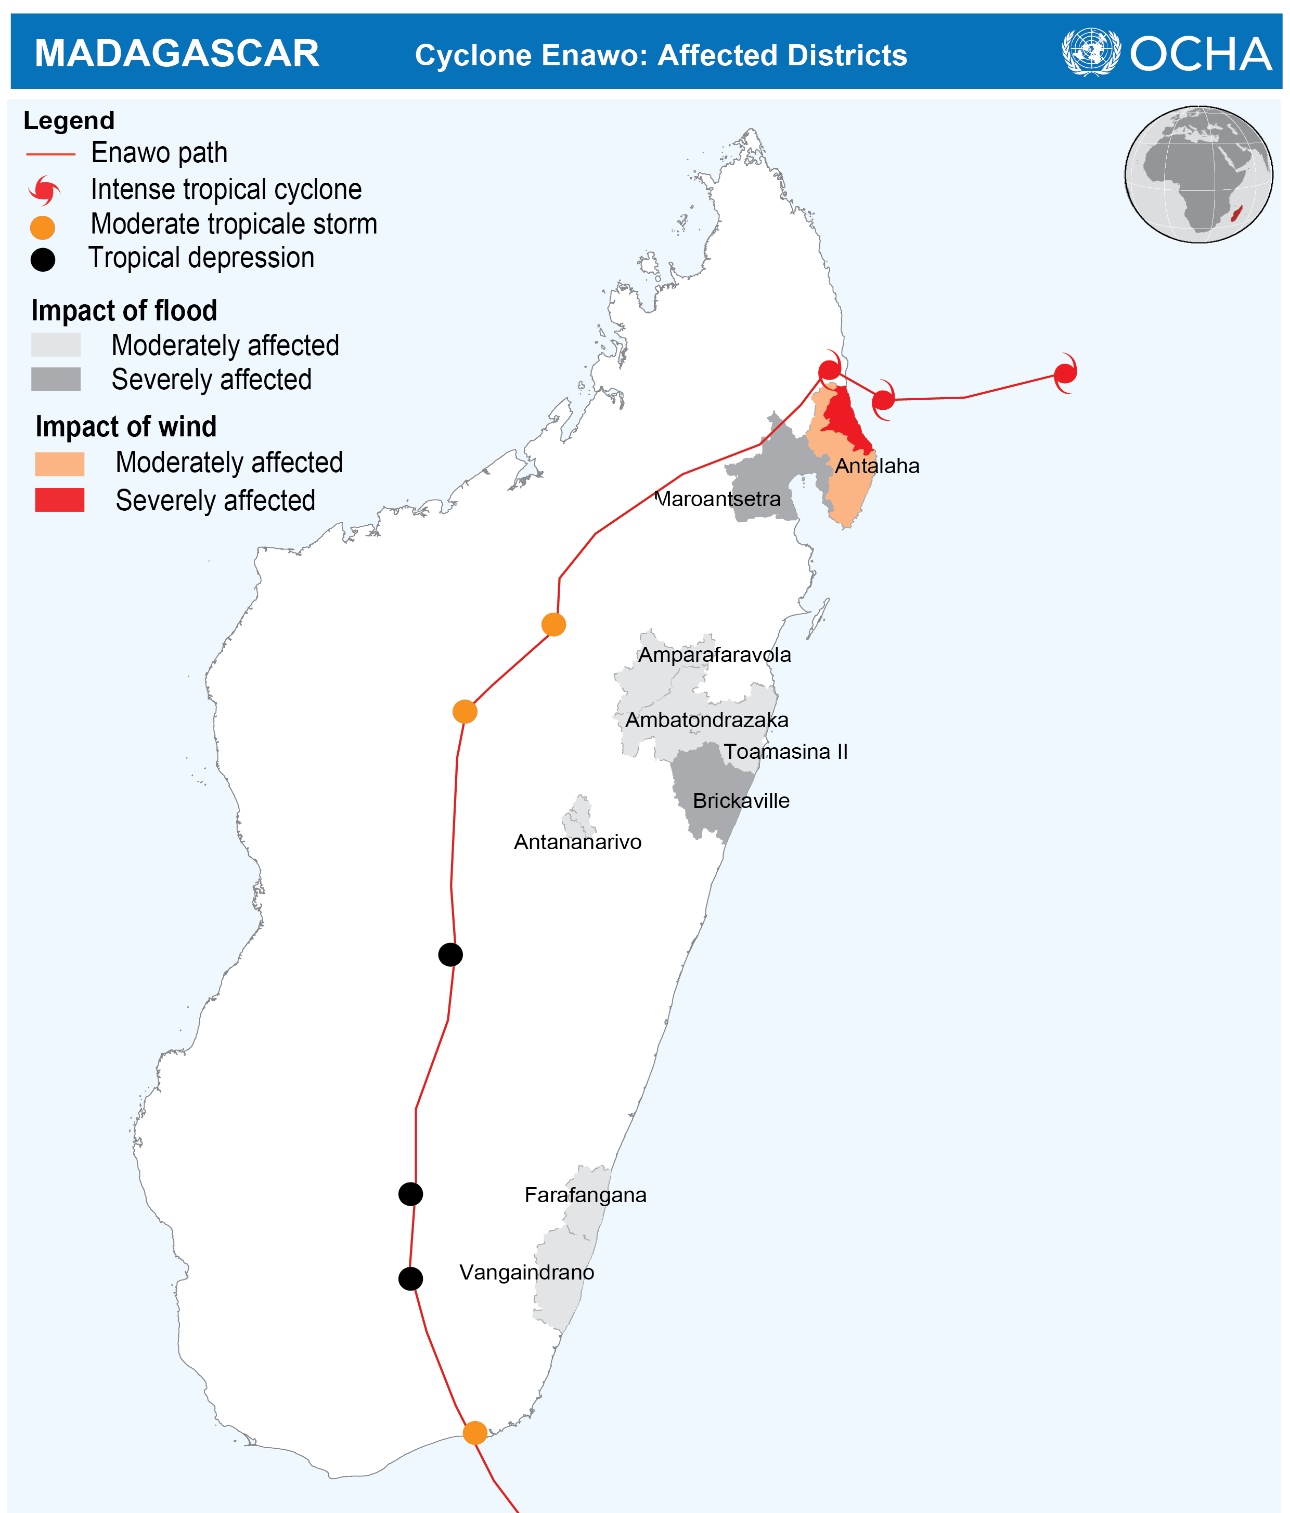 MADAGASCAR
Cyclone Enawo: Affected Districts
OCHA
Legend
Enawo path
Intense tropical cyclone
Moderate tropicale storm
Tropical depression
Impact of flood
Moderately affected
Severely affected
Impact of wind
Moderately affected
Severely affected
Antalaha
Maroantsetra
Amparafaravola
Ambatondrazaka
Toamasina II
Brickaville
Antananarivo
Farafangana
Vangaindrano